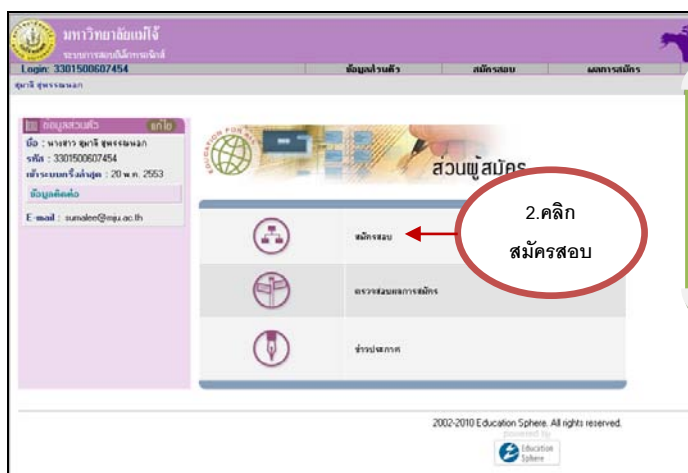 มหาวิทยาลัยแม่โจ้
ระบบการสอบอิเล็กทรอนิกส์
Login: 3301500607454 ข้อมูลส่วนตัว สมัครสอบ ผลการสมัคร
สุมาลี สุพรรณนอก
ข้อมูลส่วนตัว แก้ไข
ชื่อ : นางสาว สุมาลี สุพรรณนอก
รหัส : 3301500607454
เข้าระบบครั้งล่าสุด : 20 พ.ค. 2553
ข้อมูลติดต่อ
E-mail : sumalee@mju.ac.th
EDUCATION FOR ALL
ส่วนผู้สมัคร
สมัครสอบ
2.คลิก
สมัครสอบ
ตรวจสอบผลการสมัคร
ข่าวประกาศ
2002-2010 Education Sphere. All rights reserved.
powered by
Education
Sphere